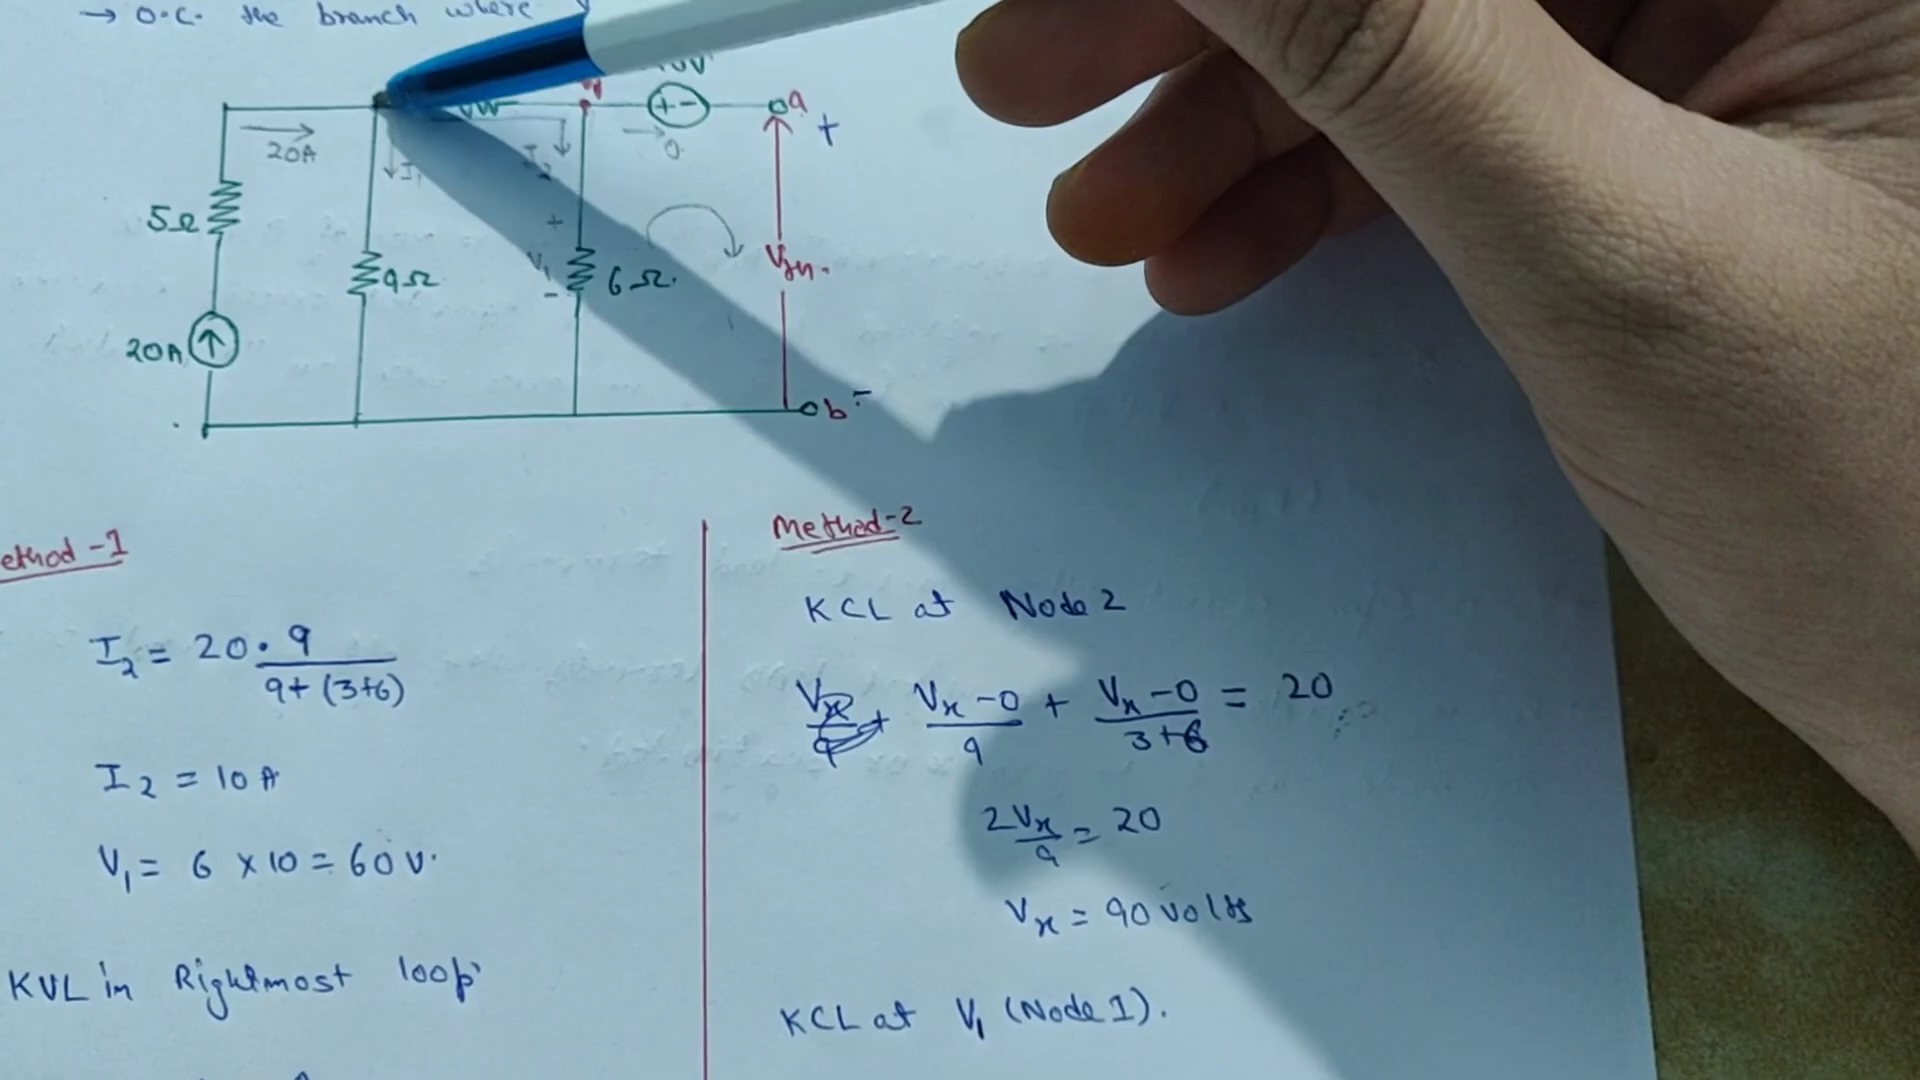 → O.C. the branch where
20A
I1
I2
0
a
+
5Ω
+
V1
-
9Ω
6Ω.
Vth.
20A
b -
ethod -1
Method-2
KCL at Node 2
I2 = 20 . 9 / 9+ (3+6)
Vx - 0 / 9 + Vx - 0 / 3+6 = 20
I2 = 10 A
2Vx / 9 = 20
V1 = 6 x 10 = 60 V.
Vx = 90 volts
KVL in Rightmost loop
KCL at V1 (Node 1).